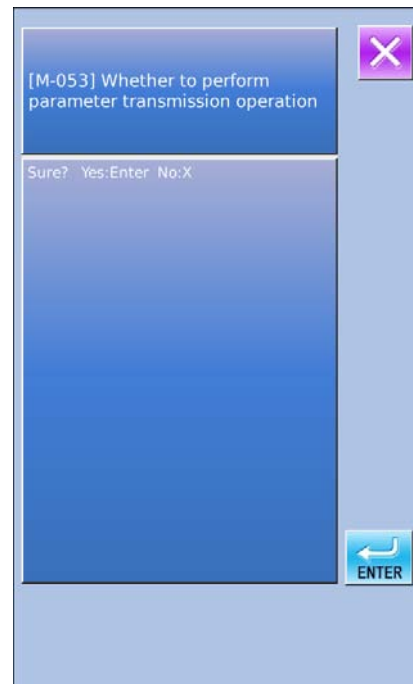 [M-053] Whether to perform
parameter transmission operation
Sure? Yes:Enter No:X
ENTER